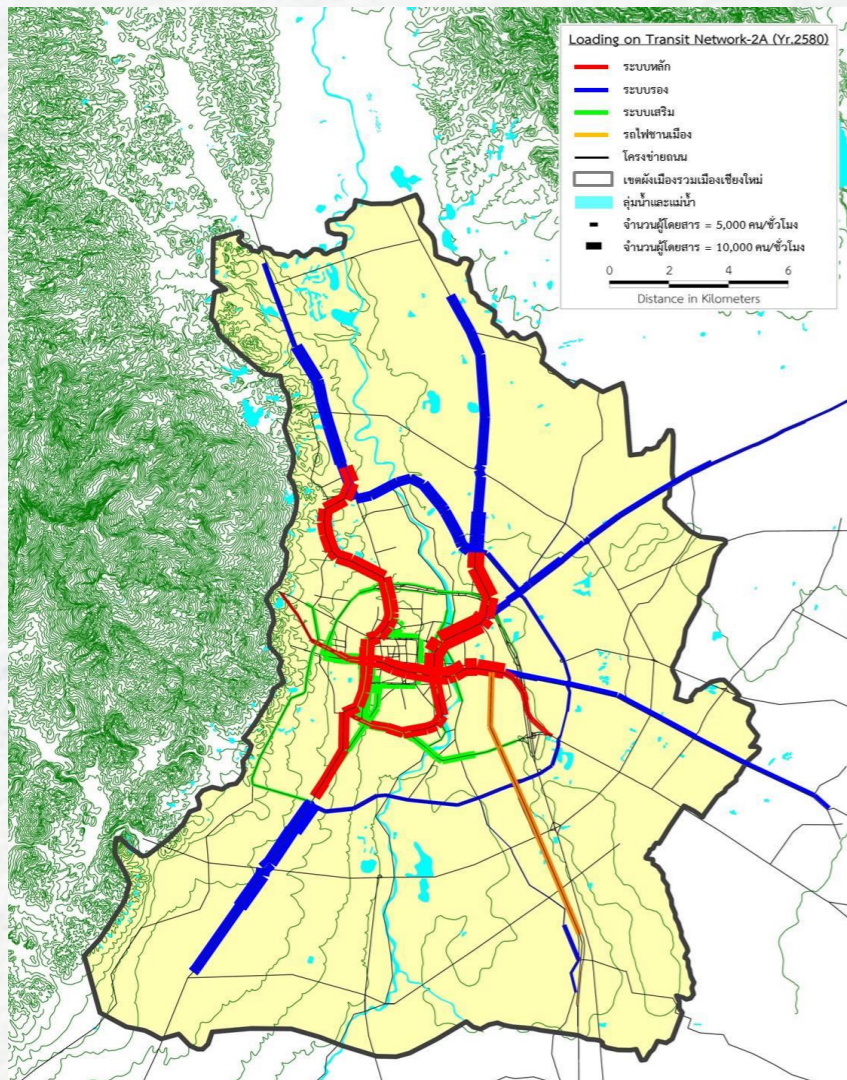 Loading on Transit Network-2A (Yr.2580)
ระบบหลัก
ระบบรอง
ระบบเสริม
รถไฟชานเมือง
โครงข่ายถนน
เขตผังเมืองรวมเมืองเชียงใหม่
ลุ่มน้ำและแม่น้ำ
จำนวนผู้โดยสาร = 5,000 คน/ชั่วโมง
จำนวนผู้โดยสาร = 10,000 คน/ชั่วโมง
0 2 4 6
Distance in Kilometers